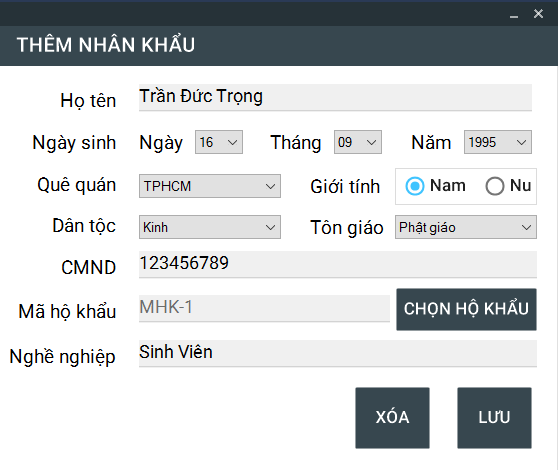 THÊM NHÂN KHẨU
Họ tên Trần Đức Trọng
Ngày sinh Ngày 16 Tháng 09 Năm 1995
Quê quán TPHCM Giới tính Nam Nu
Dân tộc Kinh Tôn giáo Phật giáo
CMND 123456789
Mã hộ khẩu MHK-1 CHỌN HỘ KHẨU
Nghề nghiệp Sinh Viên
XÓA LƯU